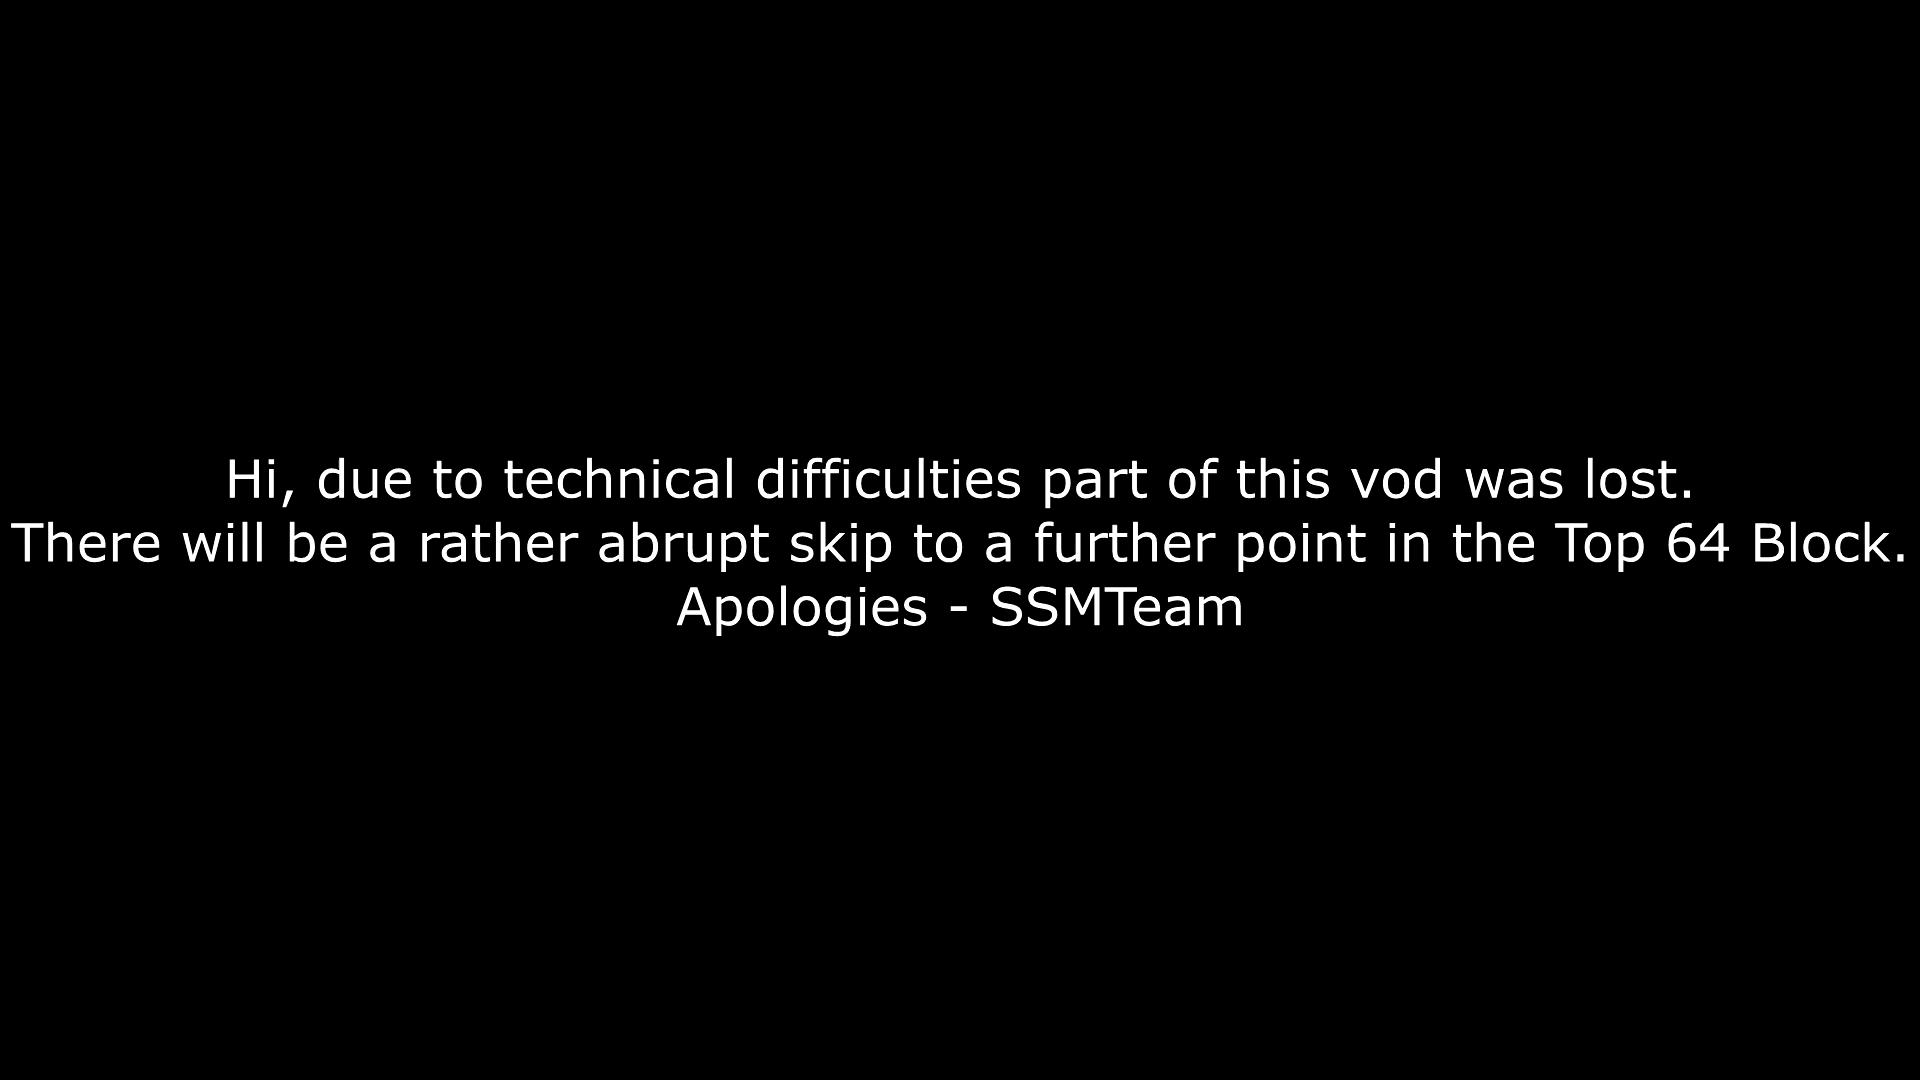 Hi, due to technical difficulties part of this vod was lost.
There will be a rather abrupt skip to a further point in the Top 64 Block.
Apologies - SSMTeam